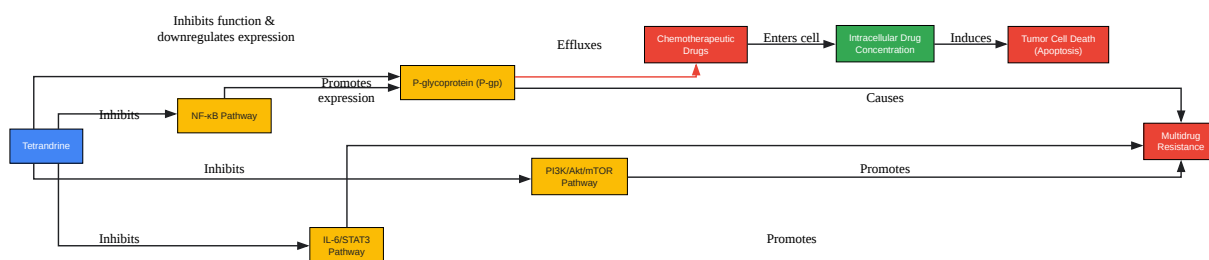 Inhibits function &
downregulates expression
Effluxes
Chemotherapeutic
Drugs
Enters cell
Intracellular Drug
Concentration
Induces
Tumor Cell Death
(Apoptosis)
P-glycoprotein (P-gp)
Promotes
expression
Causes
Inhibits
NF-κB Pathway
Tetrandrine
Multidrug
Resistance
Inhibits
PI3K/Akt/mTOR
Pathway
Promotes
Inhibits
IL-6/STAT3
Pathway
Promotes